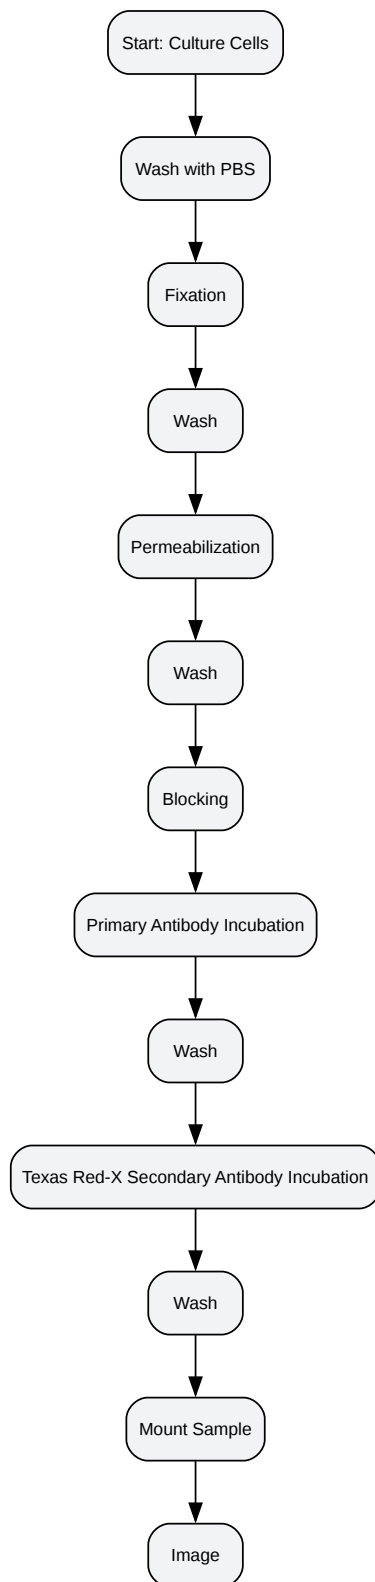 Start: Culture Cells
Wash with PBS
Fixation
Wash
Permeabilization
Wash
Blocking
Primary Antibody Incubation
Wash
Texas Red-X Secondary Antibody Incubation
Wash
Mount Sample
Image